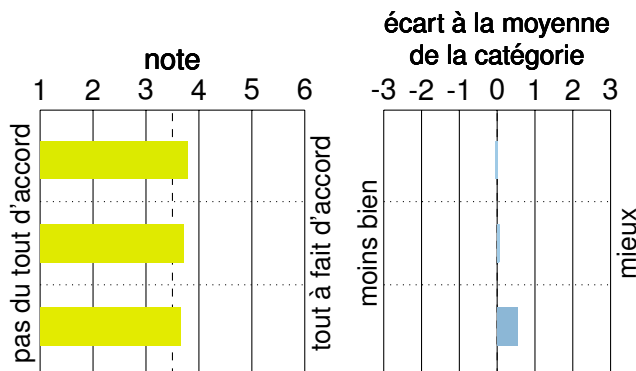 note
1 2 3 4 5 6
pas du tout d'accord
tout à fait d'accord
écart à la moyenne
de la catégorie
-3 -2 -1 0 1 2 3
moins bien
mieux